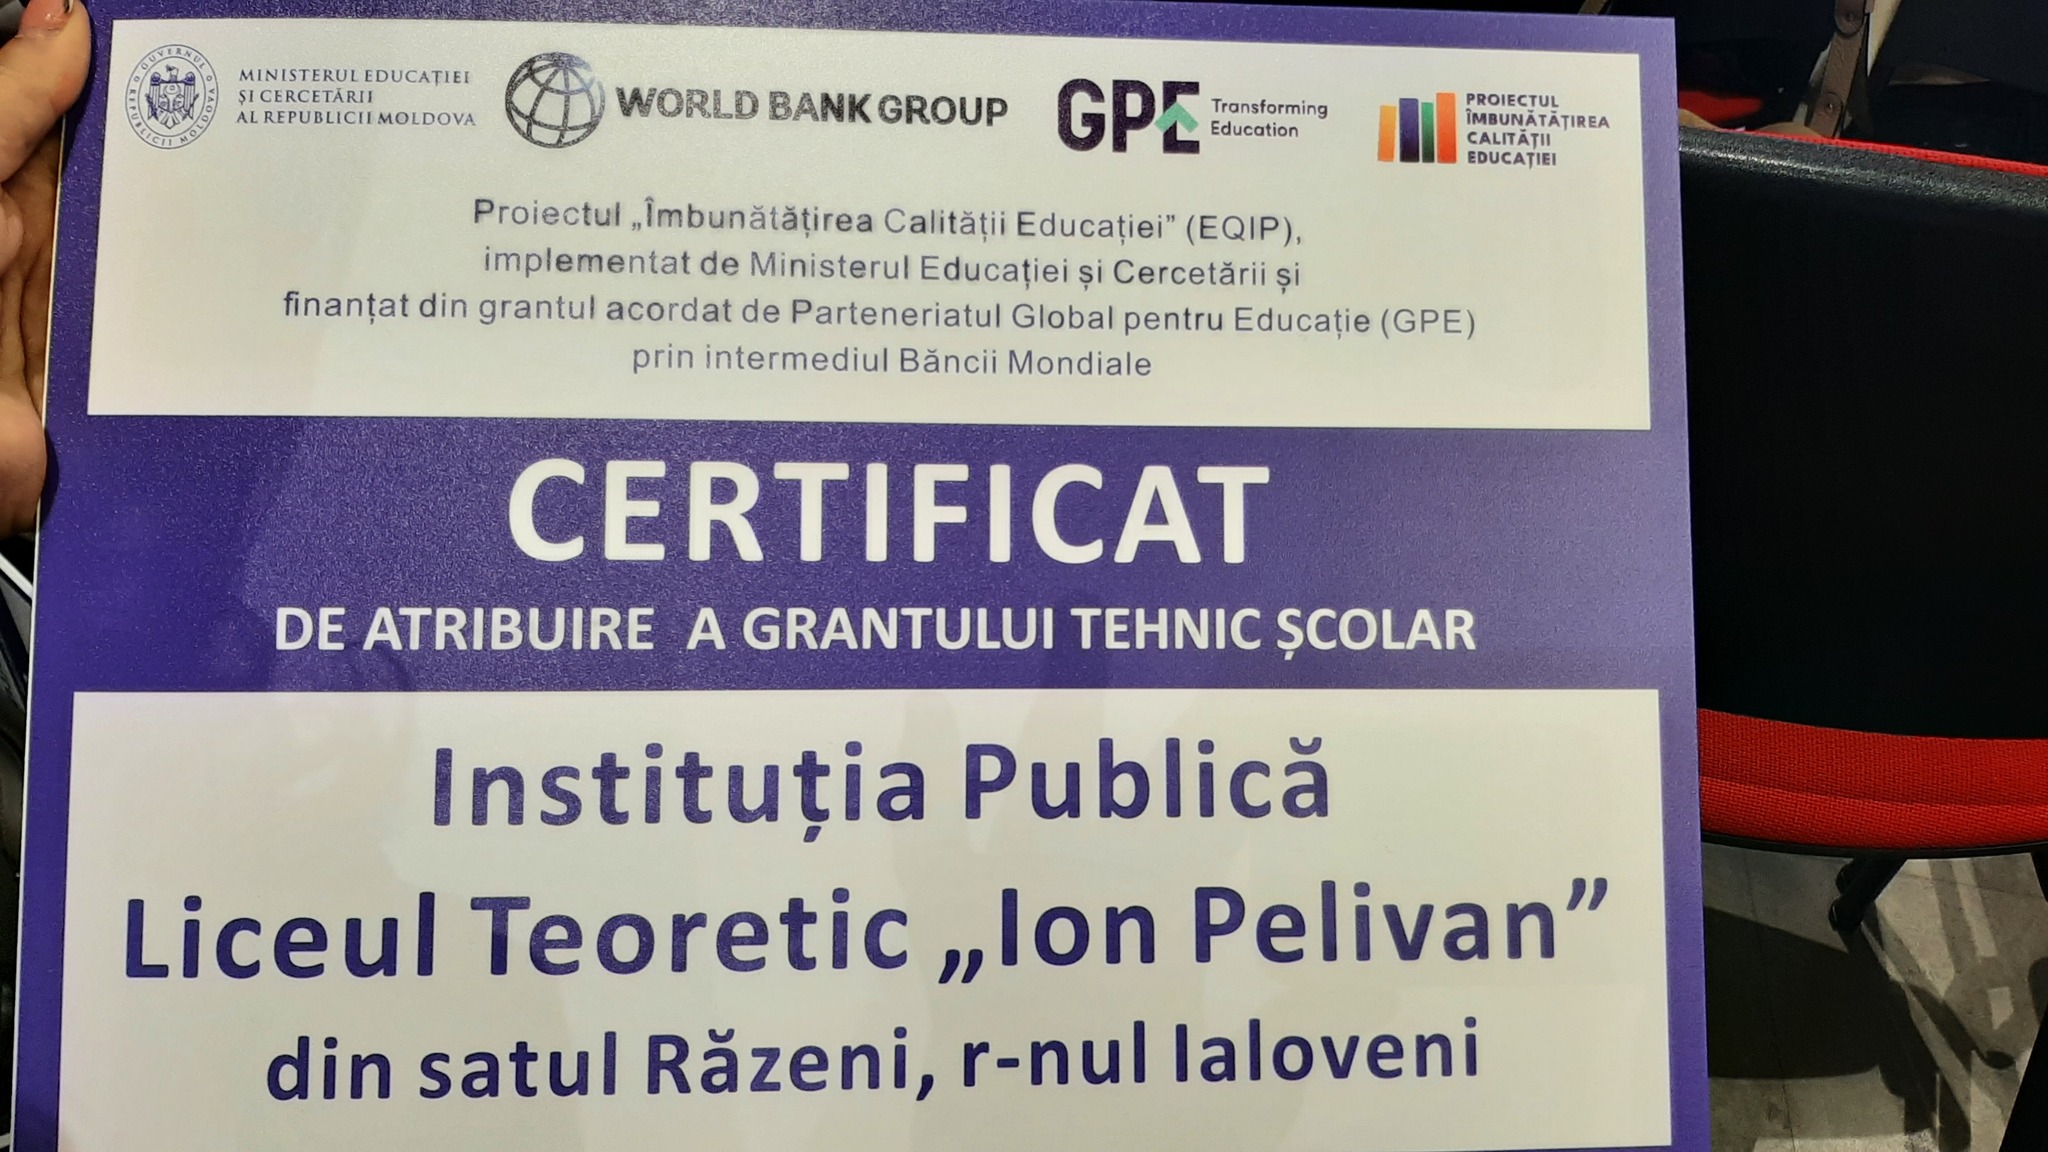 GUVERNUL REPUBLICII MOLDOVA
MINISTERUL EDUCAȚIEI
ȘI CERCETĂRII
AL REPUBLICII MOLDOVA
WORLD BANK GROUP
GPE
Transforming
Education
PROIECTUL
ÎMBUNĂTĂȚIREA
CALITĂȚII
EDUCAȚIEI
Proiectul „Îmbunătățirea Calității Educației” (EQIP),
implementat de Ministerul Educației și Cercetării și
finanțat din grantul acordat de Parteneriatul Global pentru Educație (GPE)
prin intermediul Băncii Mondiale
CERTIFICAT
DE ATRIBUIRE A GRANTULUI TEHNIC ȘCOLAR
Instituția Publică
Liceul Teoretic „Ion Pelivan”
din satul Răzeni, r-nul Ialoveni